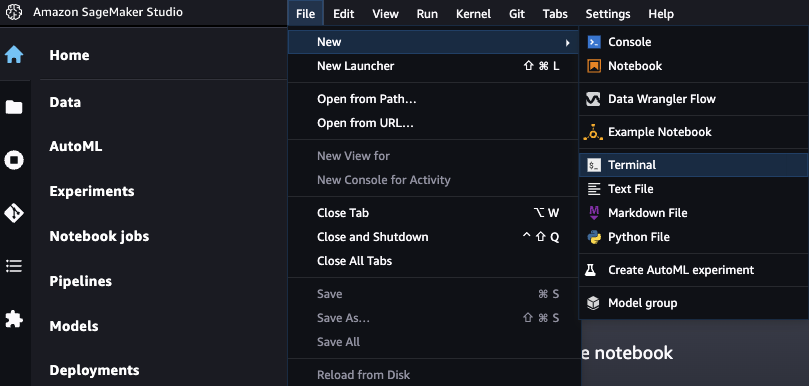 Amazon SageMaker Studio
File Edit View Run Kernel Git Tabs Settings Help
Home
Data
AutoML
Experiments
Notebook jobs
Pipelines
Models
Deployments
New
New Launcher ⇧ ⌘ L
Open from Path...
Open from URL...
New View for
New Console for Activity
Close Tab ⌥ W
Close and Shutdown ^ ⇧ Q
Close All Tabs
Save ⌘ S
Save As... ⇧ ⌘ S
Save All
Reload from Disk
Console
Notebook
Data Wrangler Flow
Example Notebook
$_ Terminal
Text File
Markdown File
Python File
Create AutoML experiment
Model group
e notebook